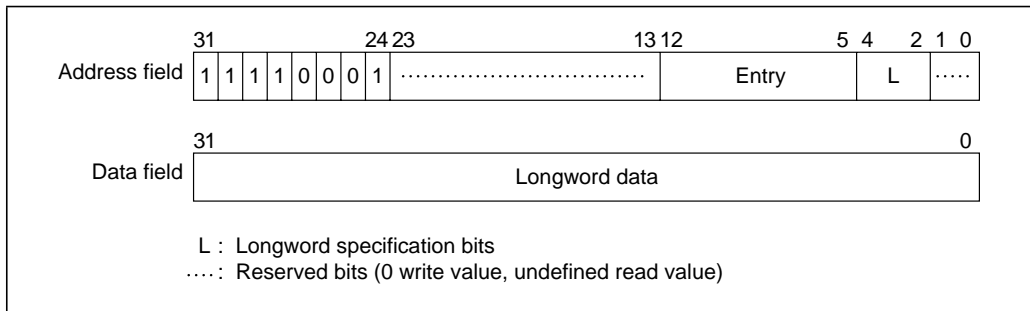 31 24 23 13 12 5 4 2 1 0
Address field 1 1 1 1 0 0 0 1 ................................. Entry L .....
31 0
Data field Longword data
L : Longword specification bits
.... : Reserved bits (0 write value, undefined read value)